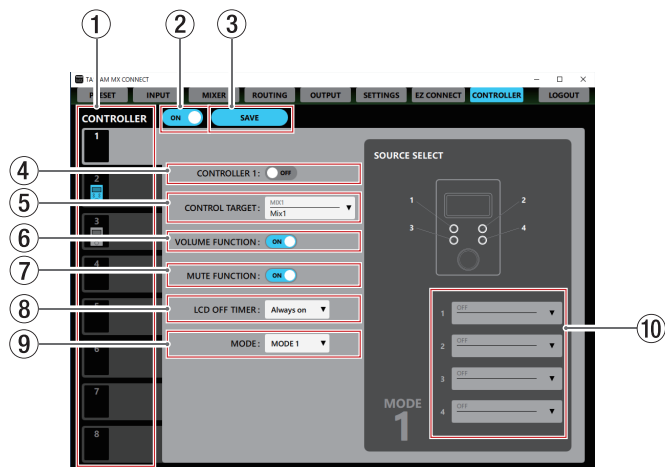 ① ② ③
TASCAM MX CONNECT
PRESET INPUT MIXER ROUTING OUTPUT SETTINGS EZ CONNECT CONTROLLER LOGOUT
CONTROLLER ON SAVE
1
2
3
4
5
6
7
8
④ CONTROLLER 1: OFF
⑤ CONTROL TARGET: MIX1
Mix1
⑥ VOLUME FUNCTION: ON
⑦ MUTE FUNCTION: ON
⑧ LCD OFF TIMER: Always on
⑨ MODE: MODE 1
SOURCE SELECT
1 2
3 4
1 OFF
2 OFF
3 OFF
4 OFF
⑩
MODE
1